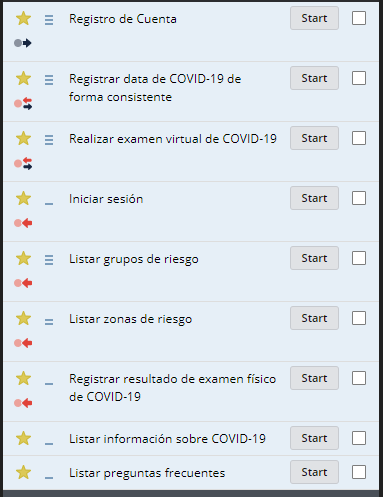 Registro de Cuenta Start
Registrar data de COVID-19 de Start
forma consistente
Realizar examen virtual de COVID-19 Start
Iniciar sesión Start
Listar grupos de riesgo Start
Listar zonas de riesgo Start
Registrar resultado de examen físico Start
de COVID-19
Listar información sobre COVID-19 Start
Listar preguntas frecuentes Start